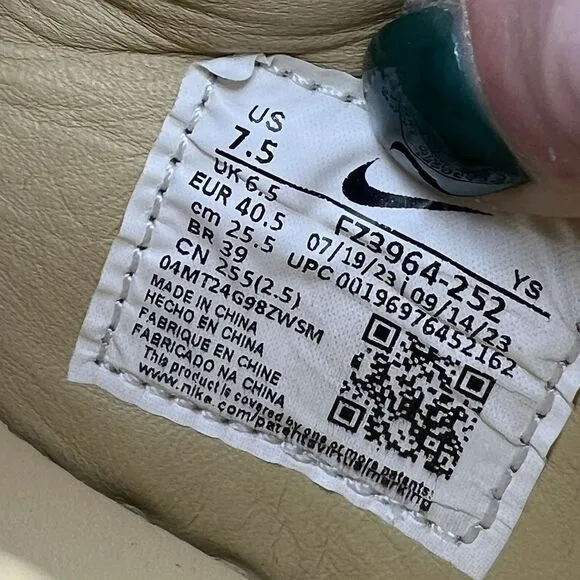 US
7.5
UK 6.5
EUR 40.5
cm 25.5
BR 39
CN 255(2.5)
FZ3964-252 YS
07/19/23 09/14/23
UPC 00196976452162
04MT24G98ZWSM
MADE IN CHINA
HECHO EN CHINA
FABRIQUE EN CHINE
FABRICADO NA CHINA
This product is covered by one or more patents:
www.nika.com/patentsvirtualmarking